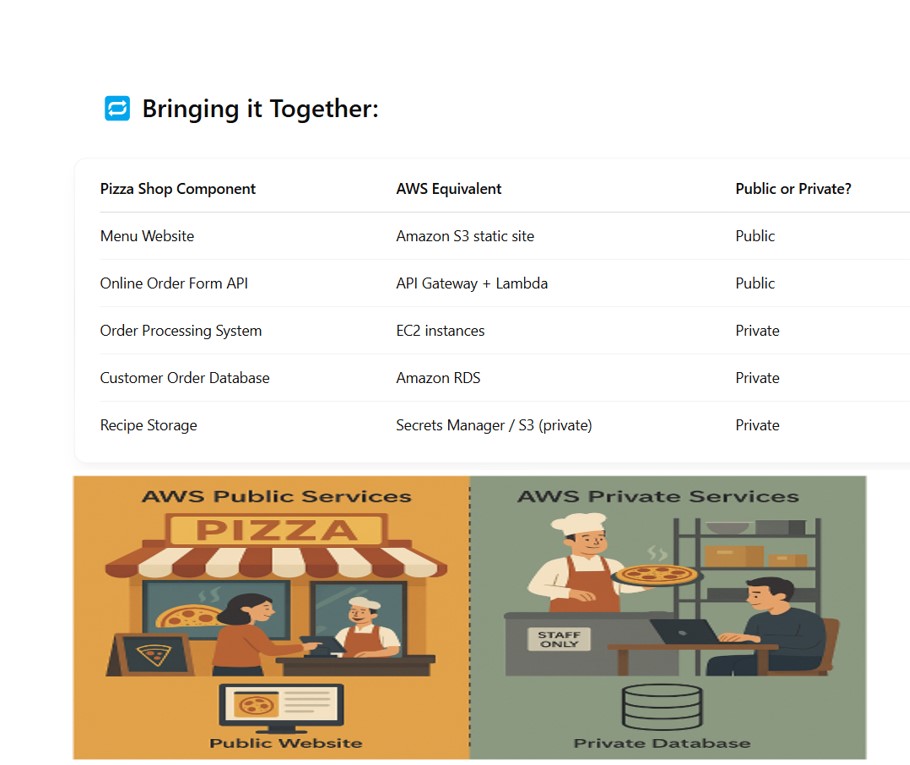 Bringing it Together:
Pizza Shop Component AWS Equivalent Public or Private?
Menu Website Amazon S3 static site Public
Online Order Form API API Gateway + Lambda Public
Order Processing System EC2 instances Private
Customer Order Database Amazon RDS Private
Recipe Storage Secrets Manager / S3 (private) Private
AWS Public Services
PIZZA
Public Website
AWS Private Services
STAFF
ONLY
Private Database